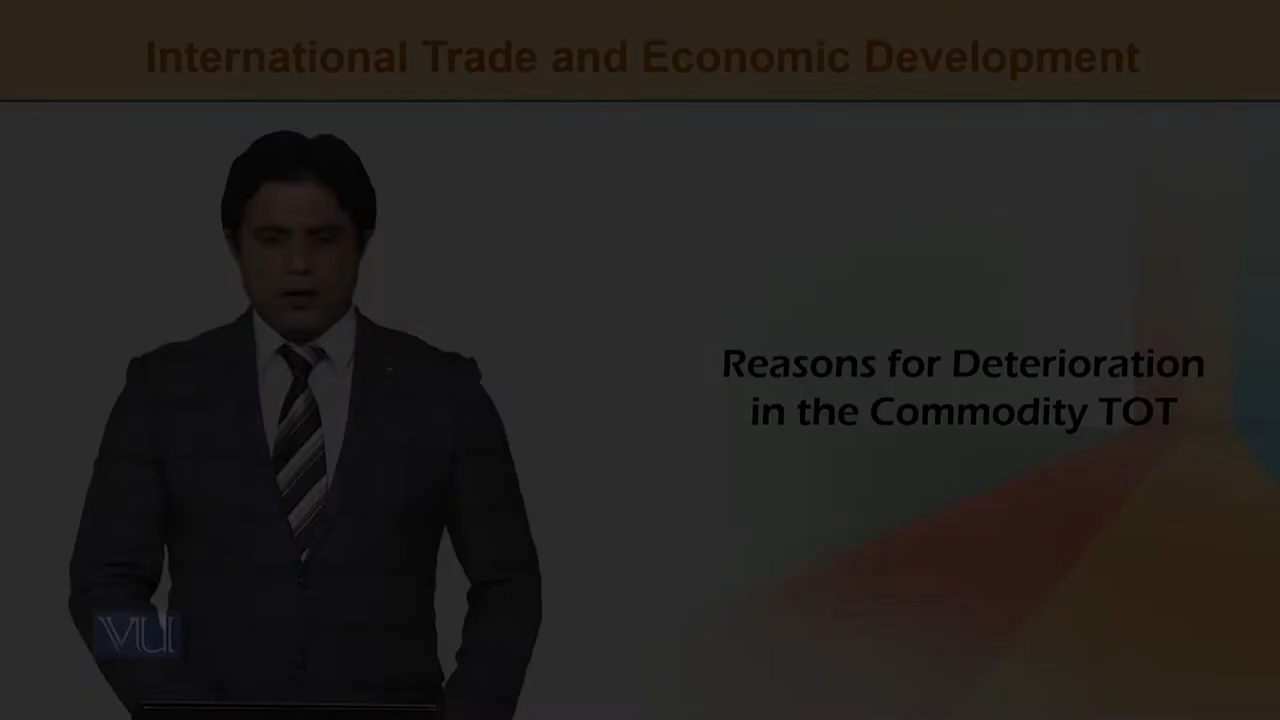 International Trade and Economic Development
Reasons for Deterioration
in the Commodity TOT
VU